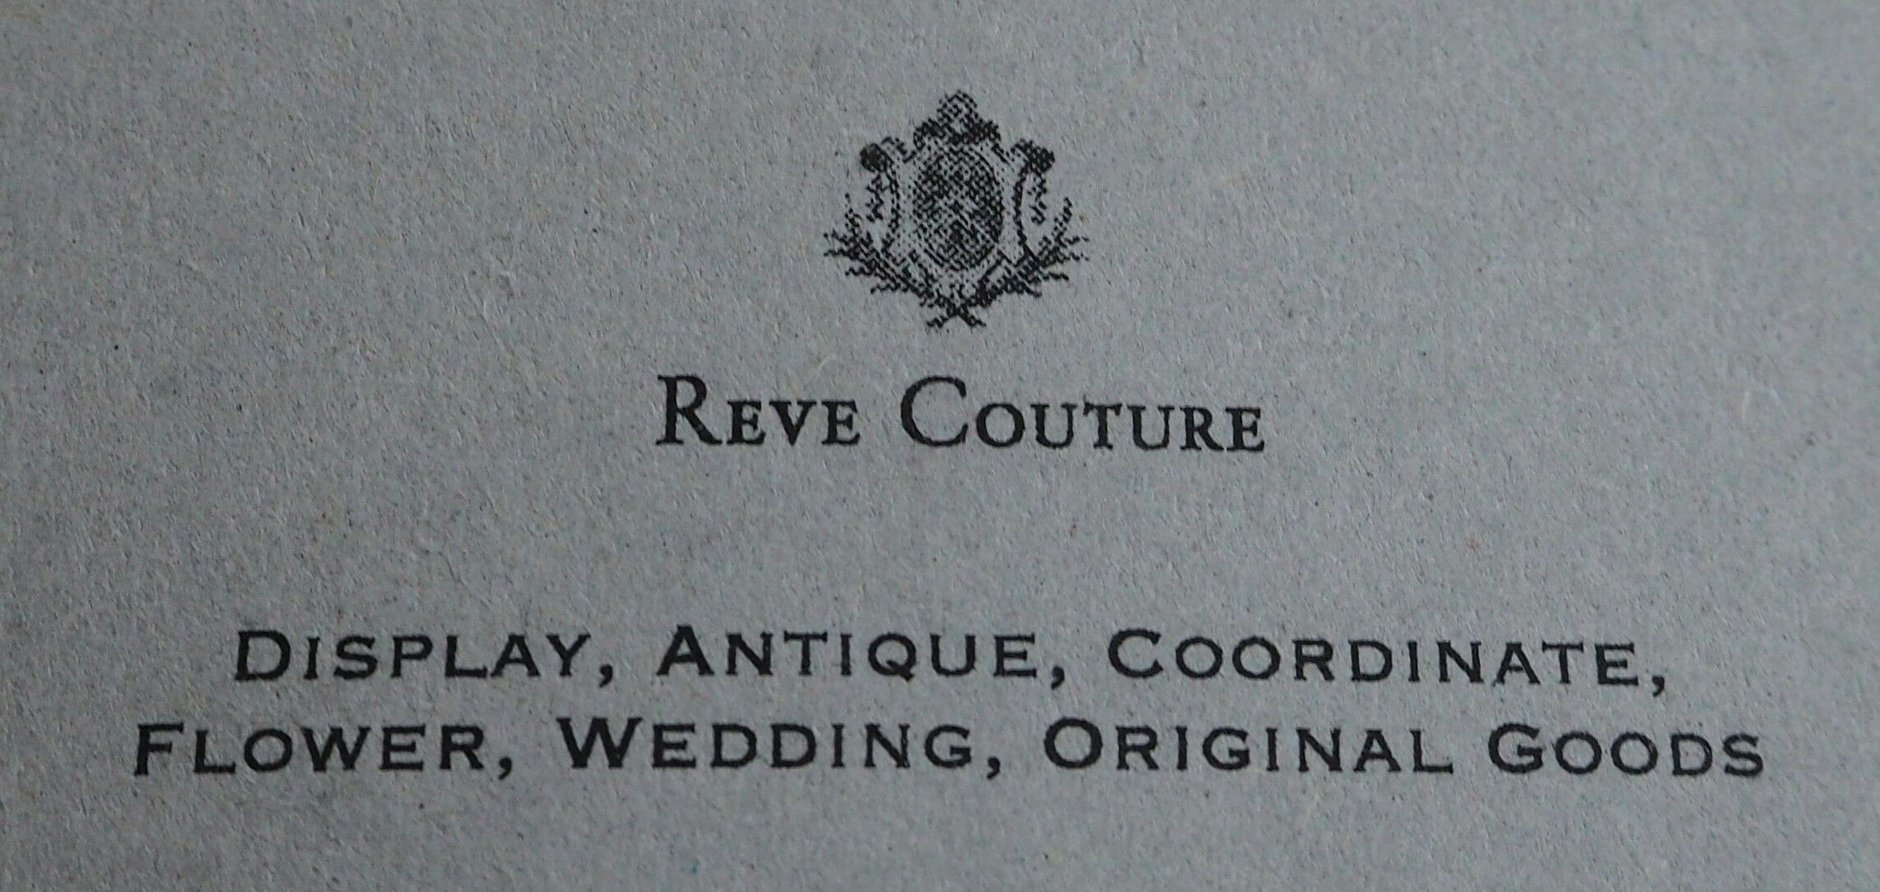 Reve Couture
Display, Antique, Coordinate,
Flower, Wedding, Original Goods